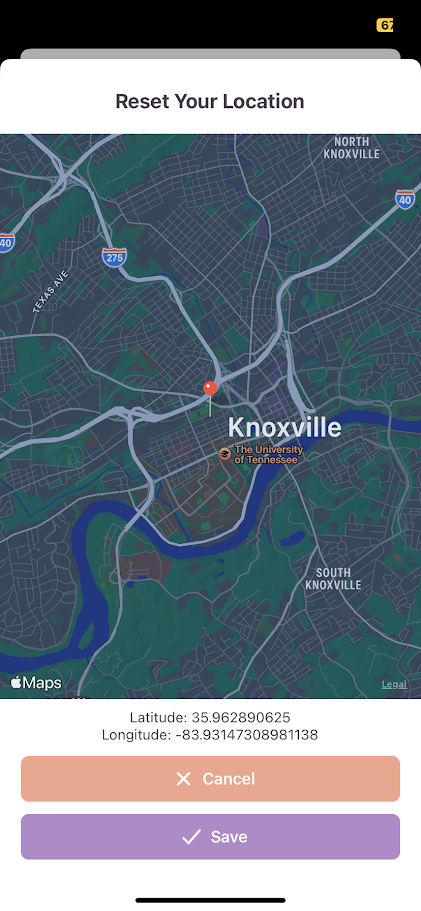 67
Reset Your Location
NORTH
KNOXVILLE
40
40
275
TEXAS AVE
Knoxville
The University
of Tennessee
SOUTH
KNOXVILLE
Maps
Legal
Latitude: 35.962890625
Longitude: -83.93147308981138
Cancel
Save